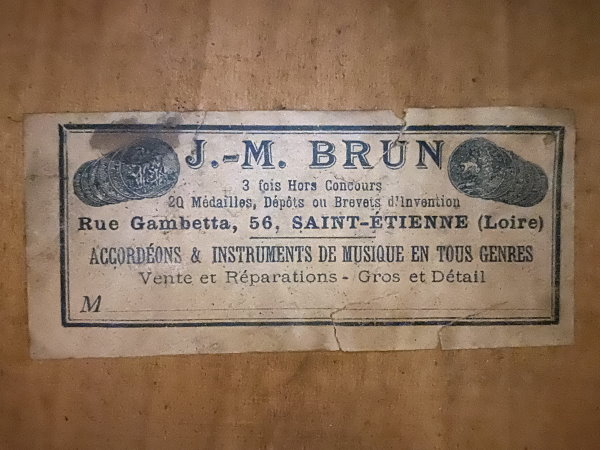 J.-M. BRUN
3 fois Hors Concours
20 Médailles, Dépôts ou Brevets d'Invention
Rue Gambetta, 56, SAINT-ÉTIENNE (Loire)
ACCORDÉONS & INSTRUMENTS DE MUSIQUE EN TOUS GENRES
Vente et Réparations - Gros et Détail
M